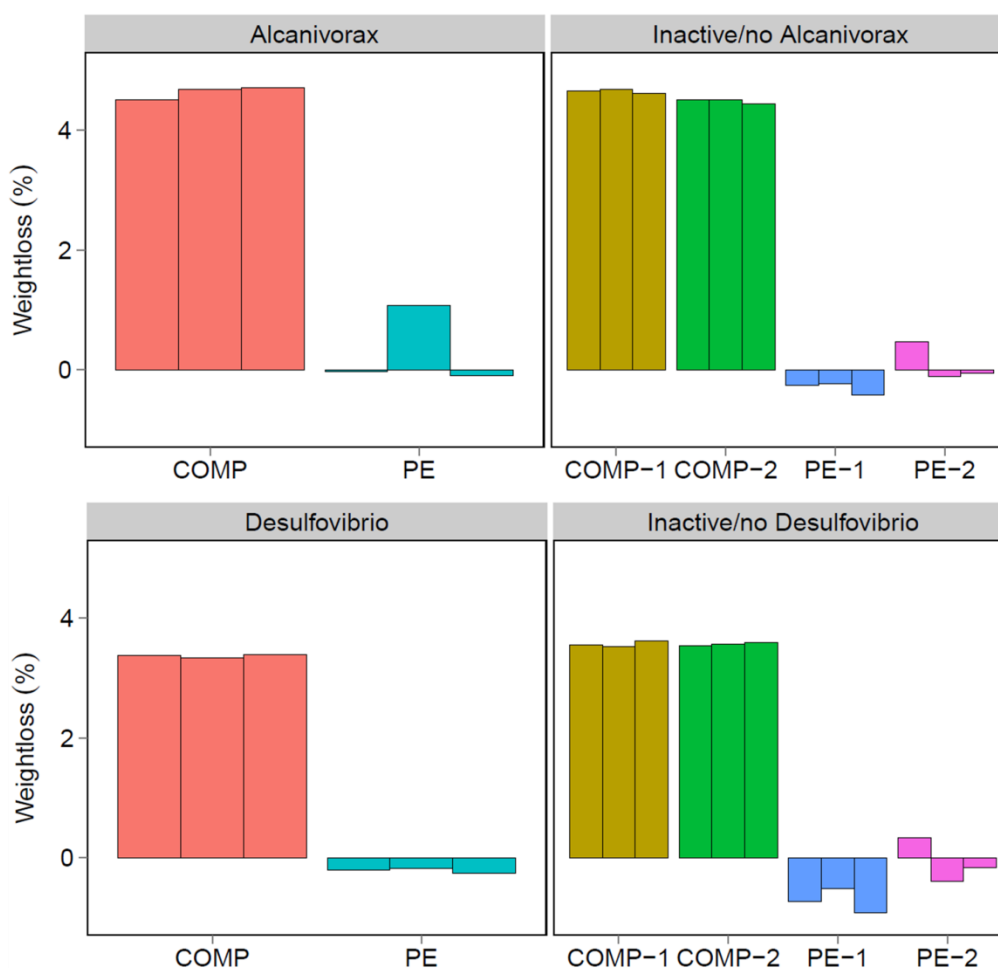 Alcanivorax
Inactive/no Alcanivorax
Weightloss (%)
4
2
0
COMP
PE
COMP−1
COMP−2
PE−1
PE−2
Desulfovibrio
Inactive/no Desulfovibrio
Weightloss (%)
4
2
0
COMP
PE
COMP−1
COMP−2
PE−1
PE−2